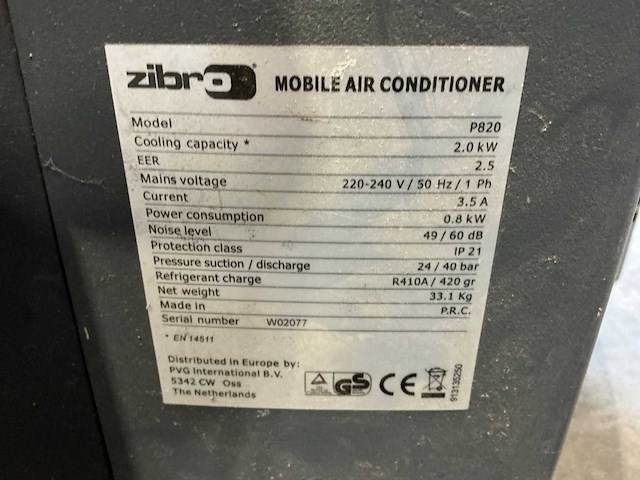 zibro MOBILE AIR CONDITIONER
Model P820
Cooling capacity * 2.0 kW
EER 2.5
Mains voltage 220-240 V / 50 Hz / 1 Ph
Current 3.5 A
Power consumption 0.8 kW
Noise level 49 / 60 dB
Protection class IP 21
Pressure suction / discharge 24 / 40 bar
Refrigerant charge R410A / 420 gr
Net weight 33.1 Kg
Made in P.R.C.
Serial number W02077
* EN 14511
Distributed in Europe by:
PVG International B.V.
5342 CW Oss
The Netherlands
GS CE
913135250